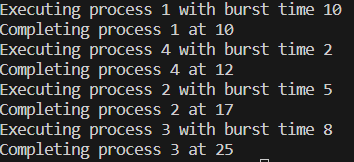 Executing process 1 with burst time 10
Completing process 1 at 10
Executing process 4 with burst time 2
Completing process 4 at 12
Executing process 2 with burst time 5
Completing process 2 at 17
Executing process 3 with burst time 8
Completing process 3 at 25